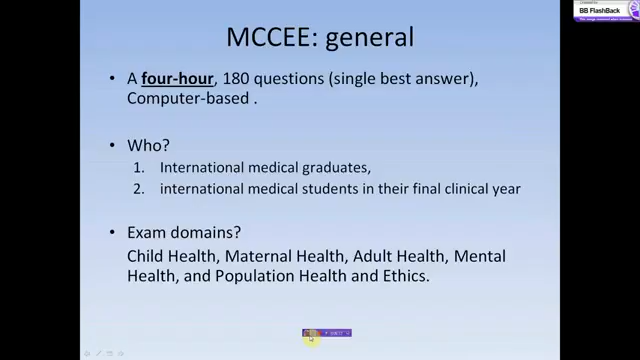 BB FlashBack
MCCEE: general
• A four-hour, 180 questions (single best answer),
Computer-based .
• Who?
1. International medical graduates,
2. international medical students in their final clinical year
• Exam domains?
Child Health, Maternal Health, Adult Health, Mental
Health, and Population Health and Ethics.